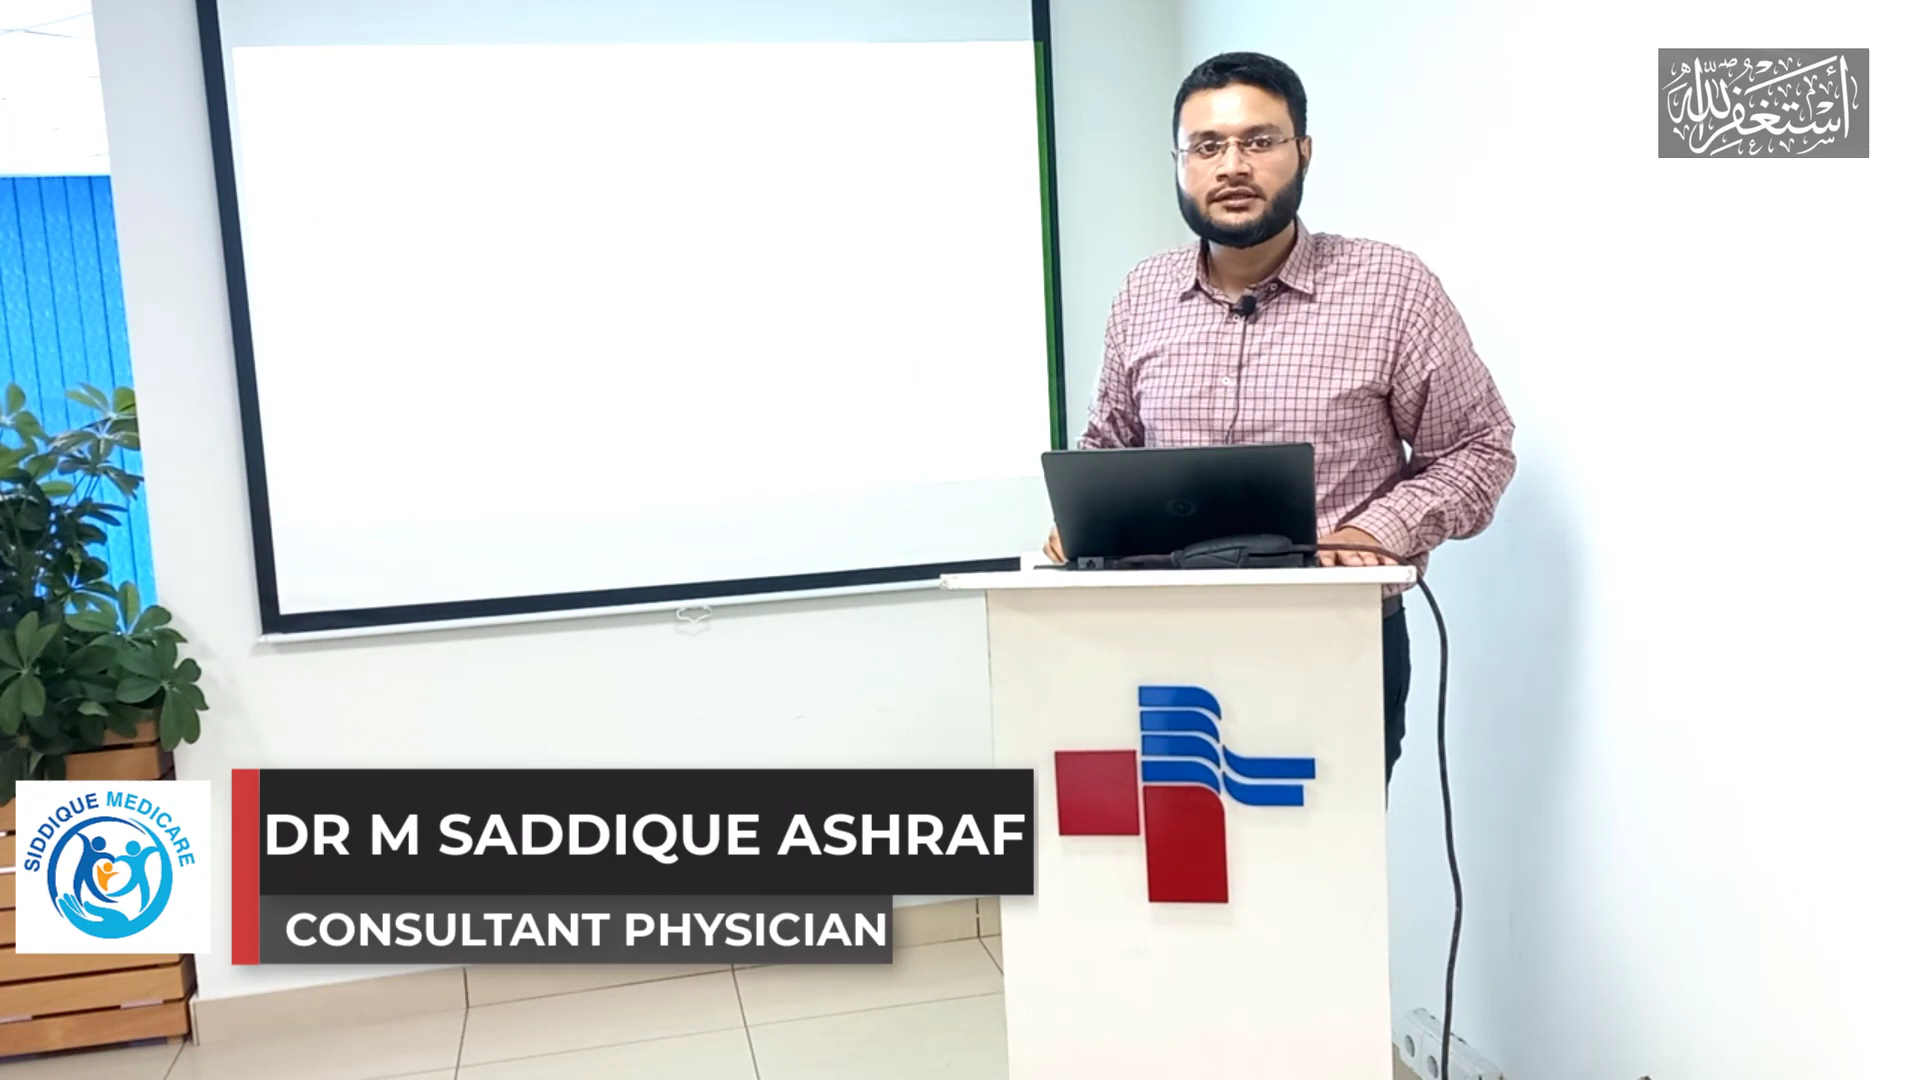 أستغفر الله
SIDDIQUE MEDICARE
DR M SADDIQUE ASHRAF
CONSULTANT PHYSICIAN